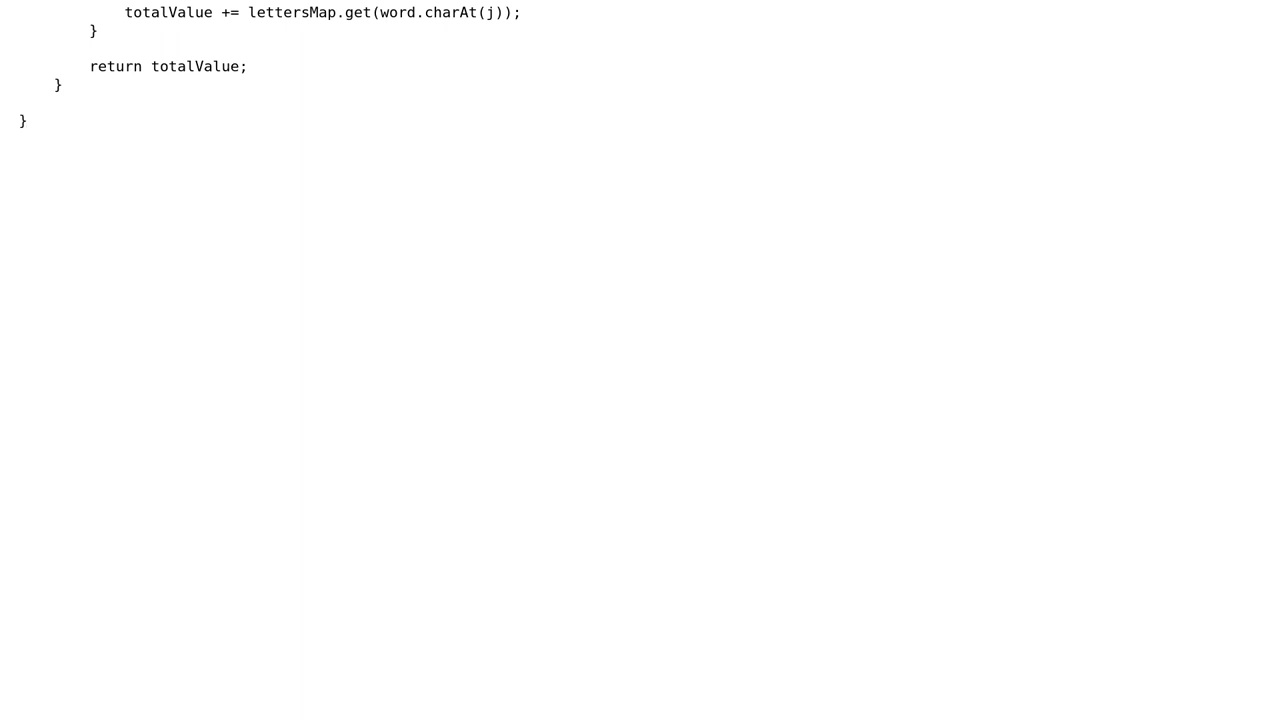 totalValue += lettersMap.get(word.charAt(j));
        }

        return totalValue;
    }

}